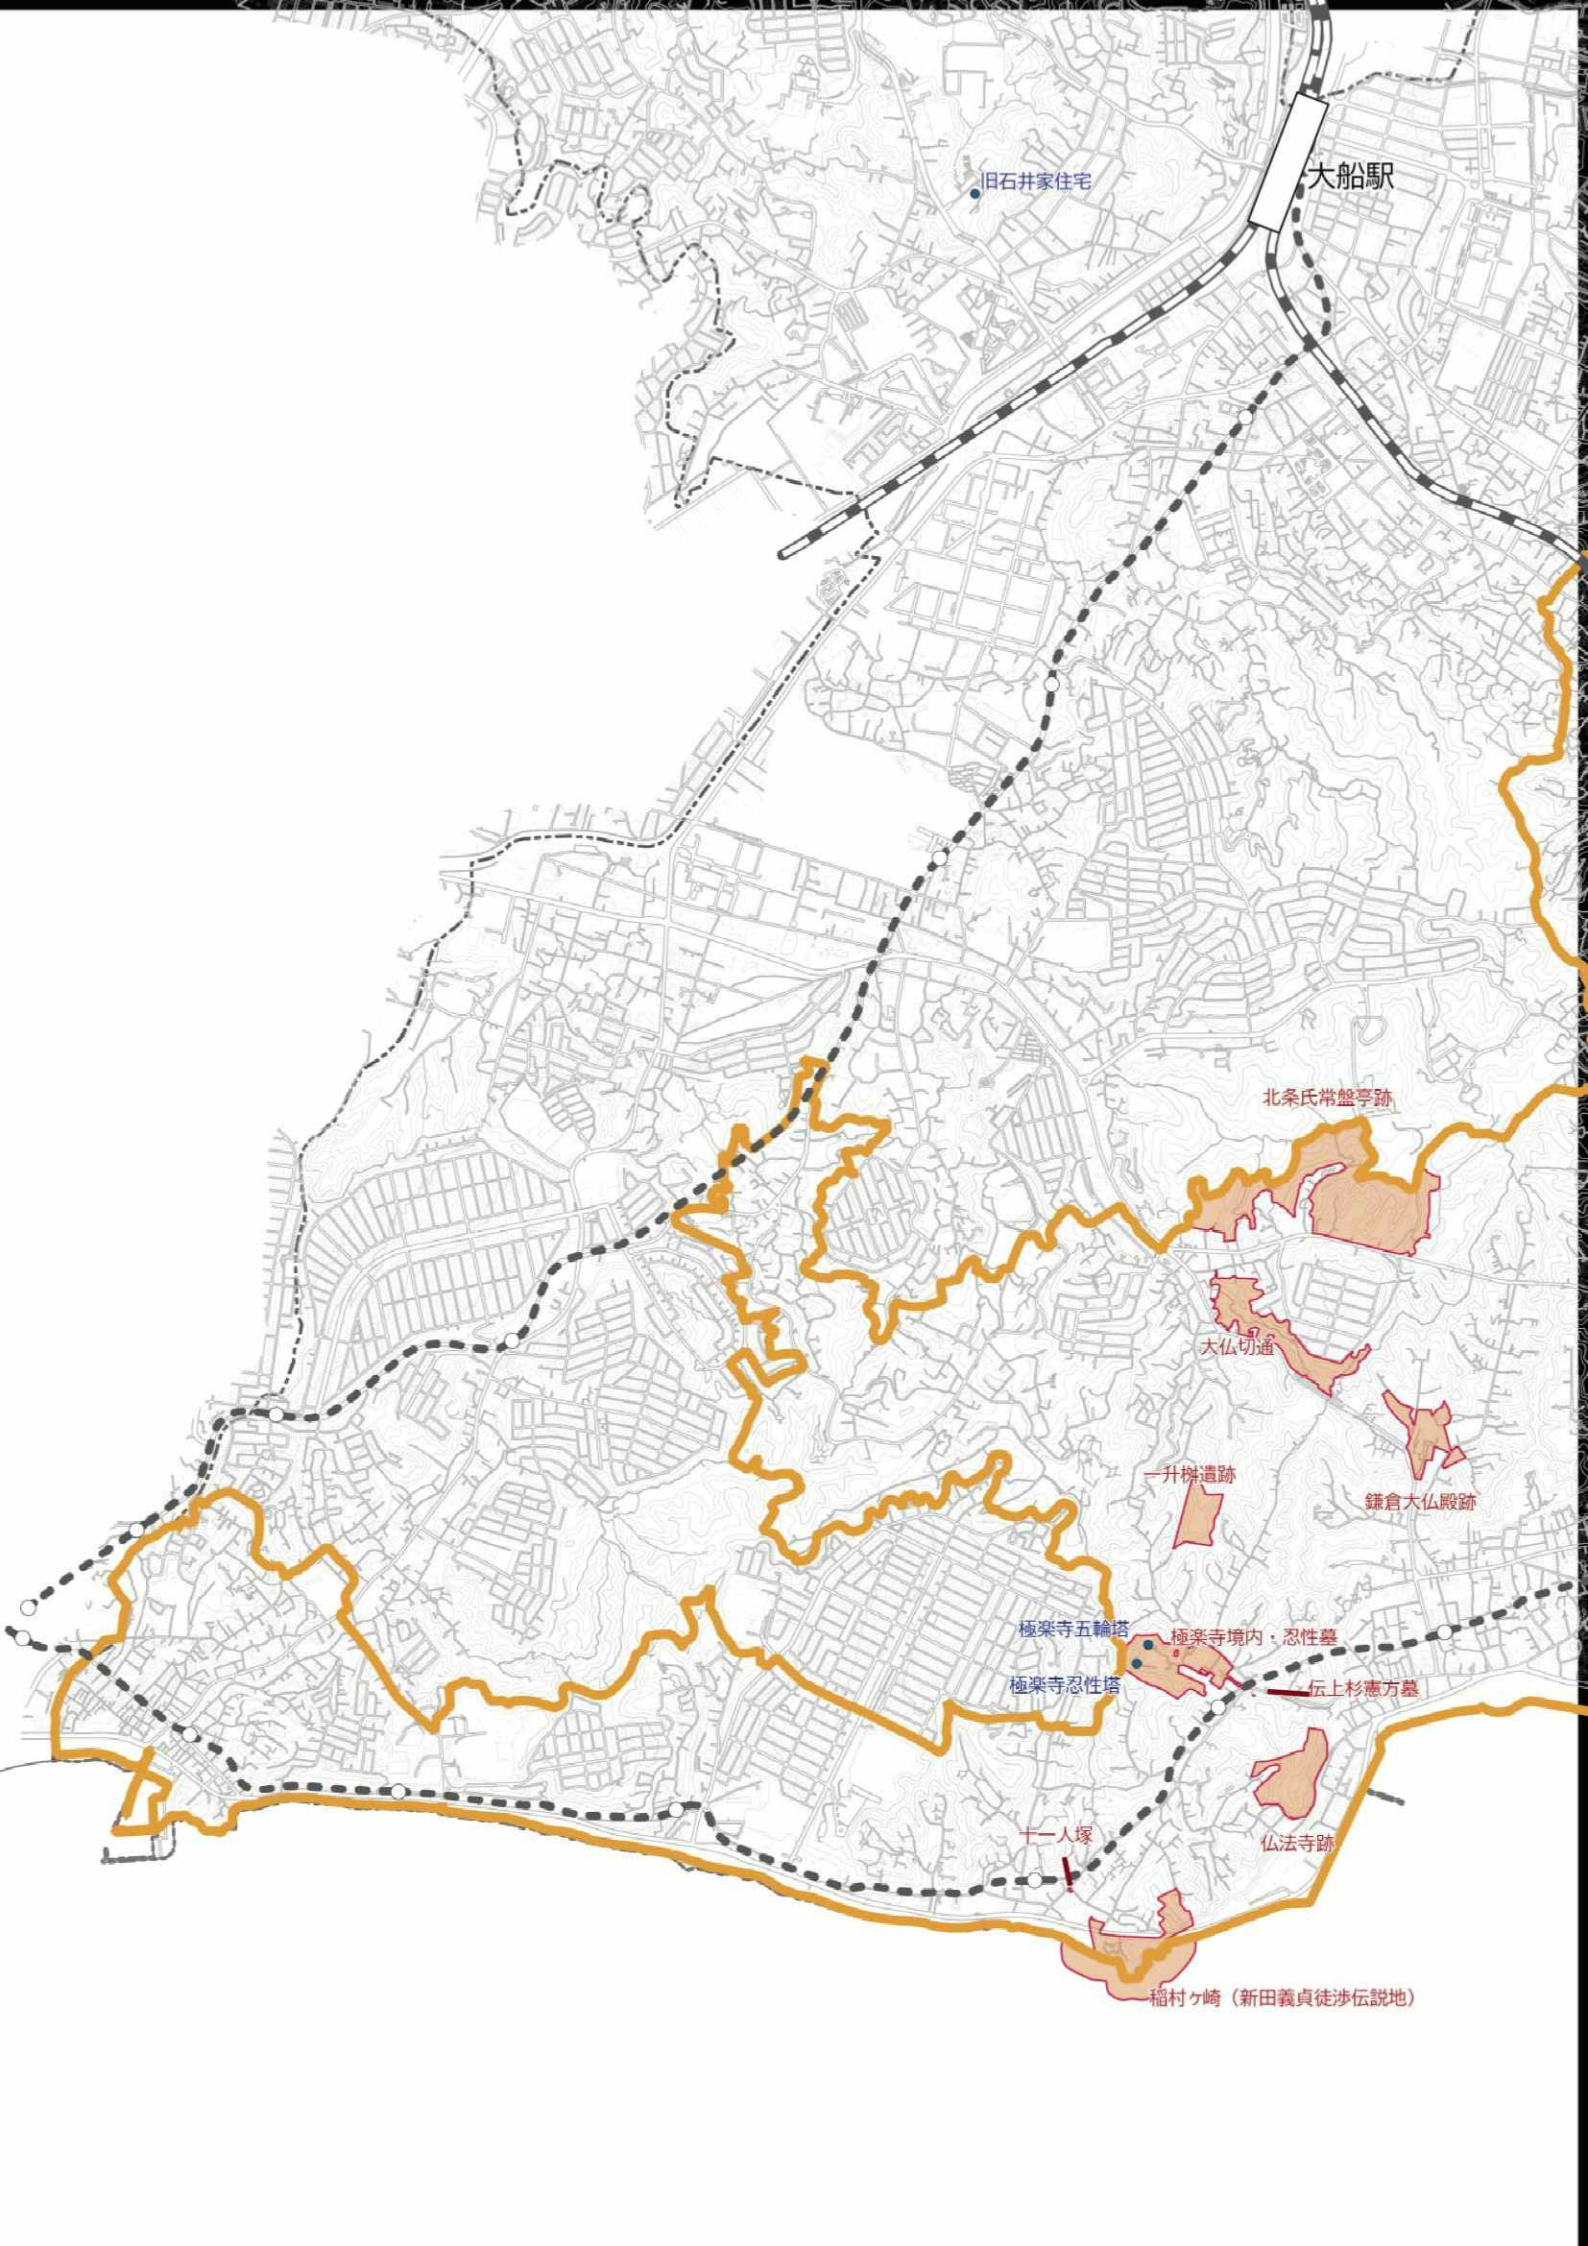 大船駅
旧石井家住宅
北条氏常盤亭跡
大仏切通
一升桝遺跡
鎌倉大仏殿跡
極楽寺五輪塔
極楽寺境内・忍性墓
極楽寺忍性塔
伝上杉憲方墓
十一人塚
仏法寺跡
稲村ヶ崎（新田義貞徒渉伝説地）